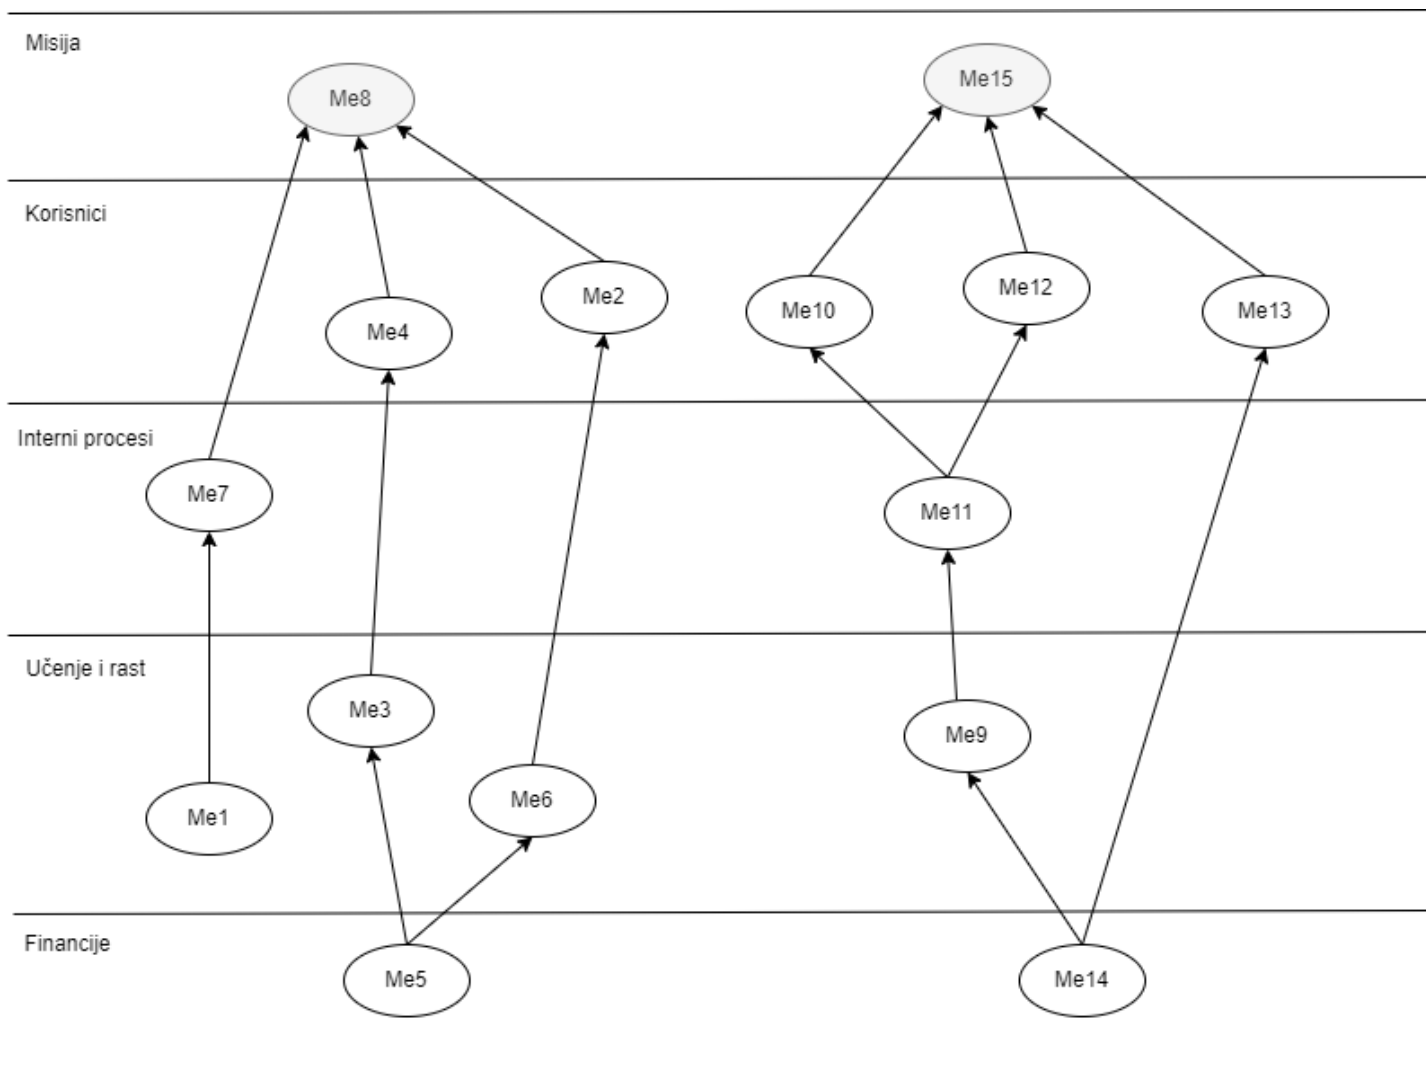 Misija
Me8
Me15
Korisnici
Me4
Me2
Me10
Me12
Me13
Interni procesi
Me7
Me11
Učenje i rast
Me3
Me6
Me1
Me9
Financije
Me5
Me14